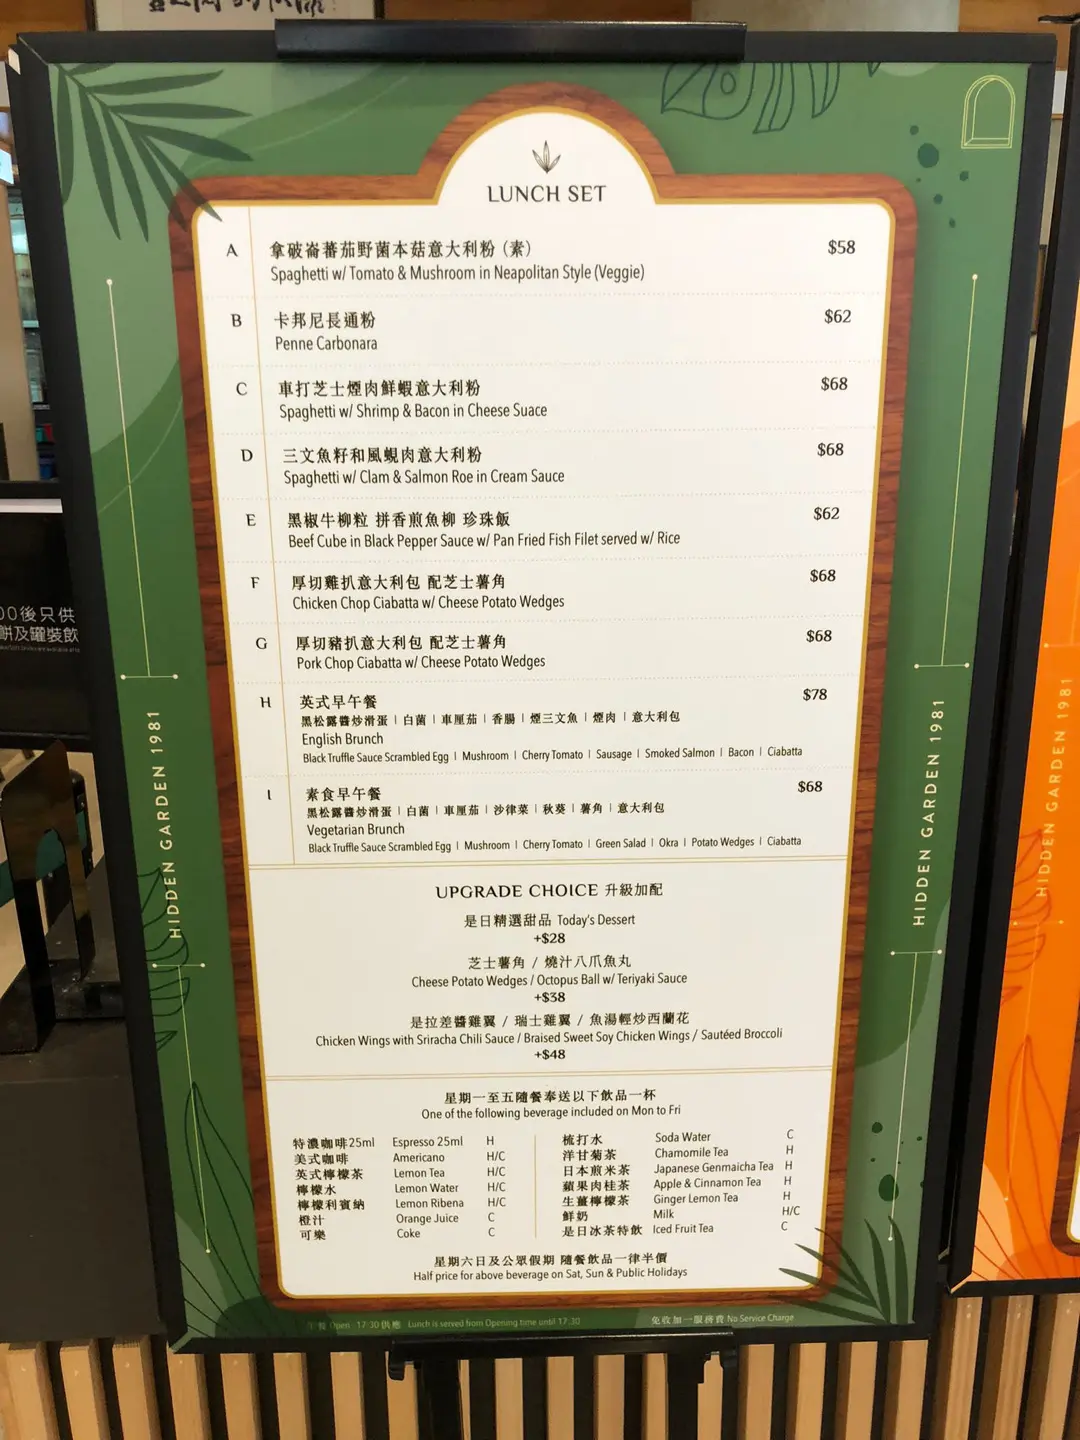 LUNCH SET
A 拿破崙蕃茄野菌本菇意大利粉 (素) $58
Spaghetti w/ Tomato & Mushroom in Neapolitan Style (Veggie)
B 卡邦尼長通粉 $62
Penne Carbonara
C 車打芝士煙肉鮮蝦意大利粉 $68
Spaghetti w/ Shrimp & Bacon in Cheese Suace
D 三文魚籽和風蜆肉意大利粉 $68
Spaghetti w/ Clam & Salmon Roe in Cream Sauce
E 黑椒牛柳粒 拼香煎魚柳 珍珠飯 $62
Beef Cube in Black Pepper Sauce w/ Pan Fried Fish Filet served w/ Rice
F 厚切雞扒意大利包 配芝士薯角 $68
Chicken Chop Ciabatta w/ Cheese Potato Wedges
G 厚切豬扒意大利包 配芝士薯角 $68
Pork Chop Ciabatta w/ Cheese Potato Wedges
H 英式早午餐 $78
黑松露醬炒滑蛋 | 白菌 | 車厘茄 | 香腸 | 煙三文魚 | 煙肉 | 意大利包
English Brunch
Black Truffle Sauce Scrambled Egg | Mushroom | Cherry Tomato | Sausage | Smoked Salmon | Bacon | Ciabatta
I 素食早午餐 $68
黑松露醬炒滑蛋 | 白菌 | 車厘茄 | 沙律菜 | 秋葵 | 薯角 | 意大利包
Vegetarian Brunch
Black Truffle Sauce Scrambled Egg | Mushroom | Cherry Tomato | Green Salad | Okra | Potato Wedges | Ciabatta
UPGRADE CHOICE 升級加配
是日精選甜品 Today's Dessert
+$28
芝士薯角 / 燒汁八爪魚丸
Cheese Potato Wedges / Octopus Ball w/ Teriyaki Sauce
+$38
是拉差醬雞翼 / 瑞士雞翼 / 魚湯輕炒西蘭花
Chicken Wings with Sriracha Chili Sauce / Braised Sweet Soy Chicken Wings / Sautéed Broccoli
+$48
星期一至五隨餐奉送以下飲品一杯
One of the following beverage included on Mon to Fri
特濃咖啡25ml Espresso 25ml H
美式咖啡 Americano H/C
英式檸檬茶 Lemon Tea H/C
檸檬水 Lemon Water H/C
檸檬利賓納 Lemon Ribena H/C
橙汁 Orange Juice C
可樂 Coke C
梳打水 Soda Water C
洋甘菊茶 Chamomile Tea H
日本煎米茶 Japanese Genmaicha Tea H
蘋果肉桂茶 Apple & Cinnamon Tea H
生薑檸檬茶 Ginger Lemon Tea H
鮮奶 Milk H/C
是日冰茶特飲 Iced Fruit Tea C
星期六日及公眾假期 隨餐飲品一律半價
Half price for above beverage on Sat, Sun & Public Holidays
Open 17:30 供應 Lunch is served from Opening time until 17:30
免收加一服務費 No Service Charge
HIDDEN GARDEN 1981
HIDDEN GARDEN 1981
HIDDEN GARDEN 1981
00後只供
餅及罐裝飲